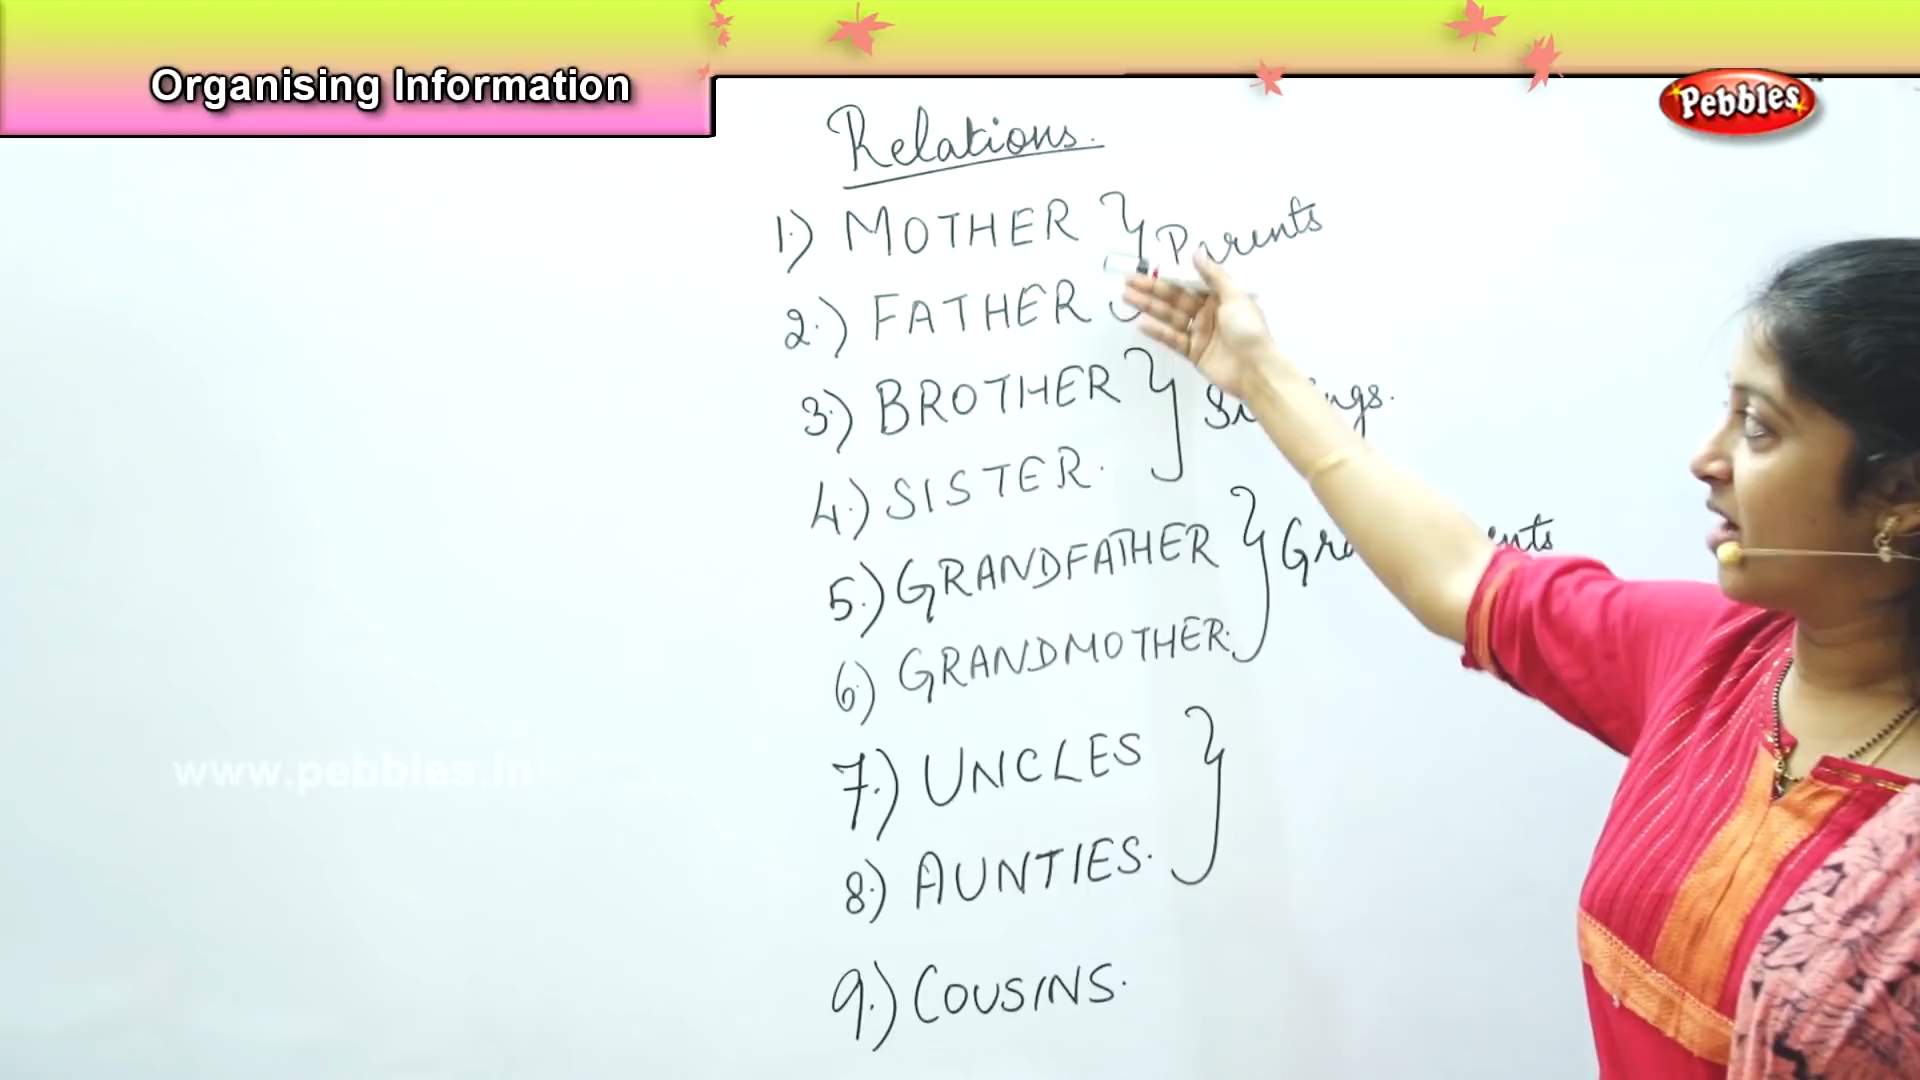 Organising Information
Pebbles
Relations.
1.) MOTHER } Parents
2.) FATHER
3.) BROTHER }
4.) SISTER.
5.) GRANDFATHER }
6.) GRANDMOTHER.
7.) UNCLES }
8.) AUNTIES.
9.) COUSINS.
www.pebbles.in